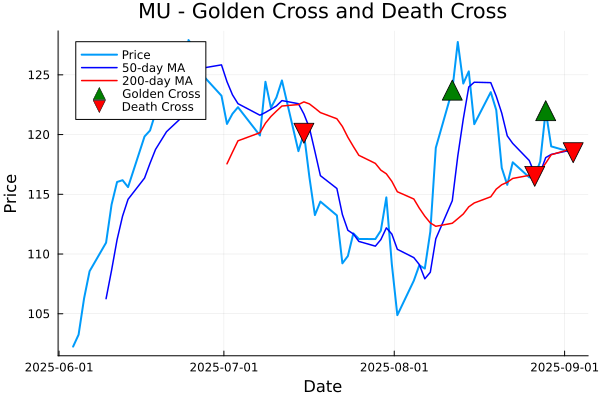 MU - Golden Cross and Death Cross
Price
50-day MA
200-day MA
Golden Cross
Death Cross
125
120
115
110
105
Price
2025-06-01
2025-07-01
2025-08-01
2025-09-01
Date